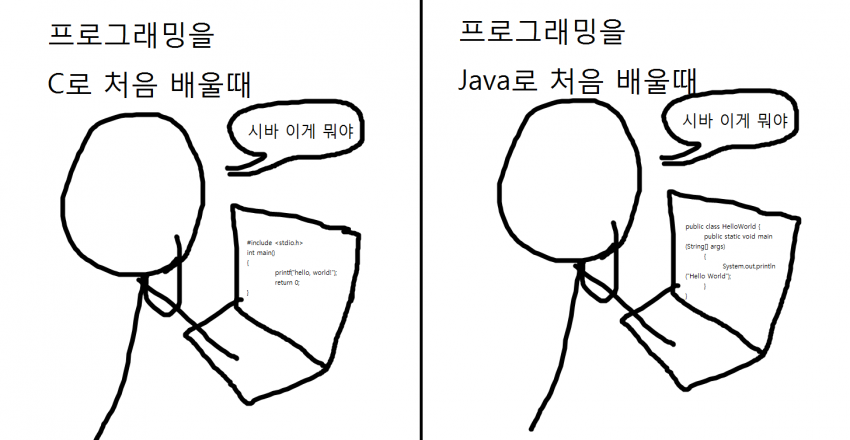 프로그래밍을
C로 처음 배울때
시바 이게 뭐야
#include <stdio.h>
int main()
{
printf("hello, world!");
return 0;
}
프로그래밍을
Java로 처음 배울때
시바 이게 뭐야
public class HelloWorld {
public static void main
(String[] args)
{
System.out.println
("Hello World");
}
}